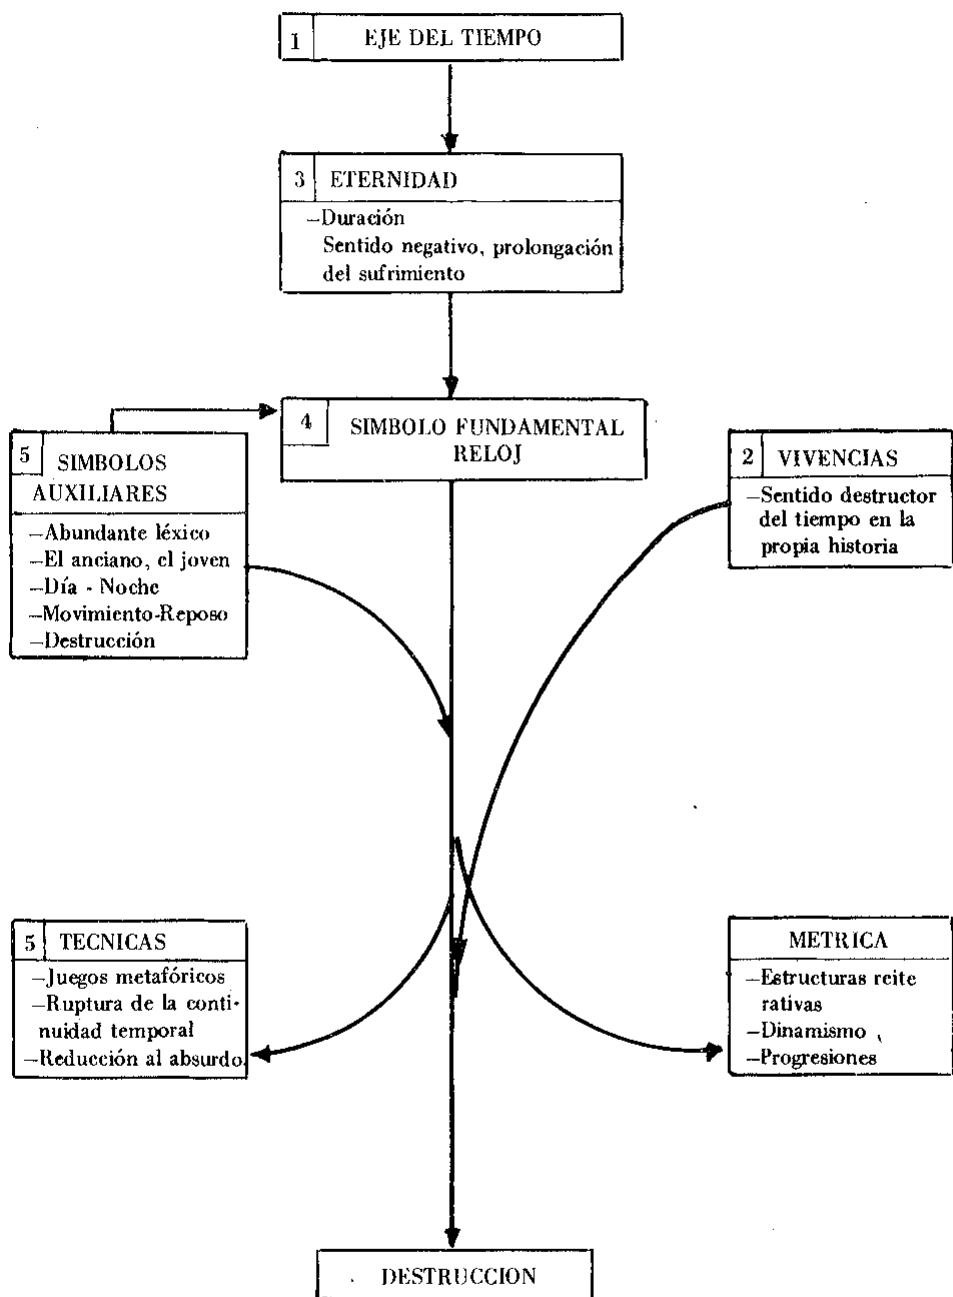 1 EJE DEL TIEMPO
3 ETERNIDAD
—Duración
Sentido negativo, prolongación
del sufrimiento
4 SIMBOLO FUNDAMENTAL
RELOJ
5 SIMBOLOS
AUXILIARES
—Abundante léxico
—El anciano, el joven
—Día - Noche
—Movimiento-Reposo
—Destrucción
2 VIVENCIAS
—Sentido destructor
del tiempo en la
propia historia
5 TECNICAS
—Juegos metafóricos
—Ruptura de la conti-
nuidad temporal
—Reducción al absurdo.
METRICA
—Estructuras reite
rativas
—Dinamismo
—Progresiones
DESTRUCCION